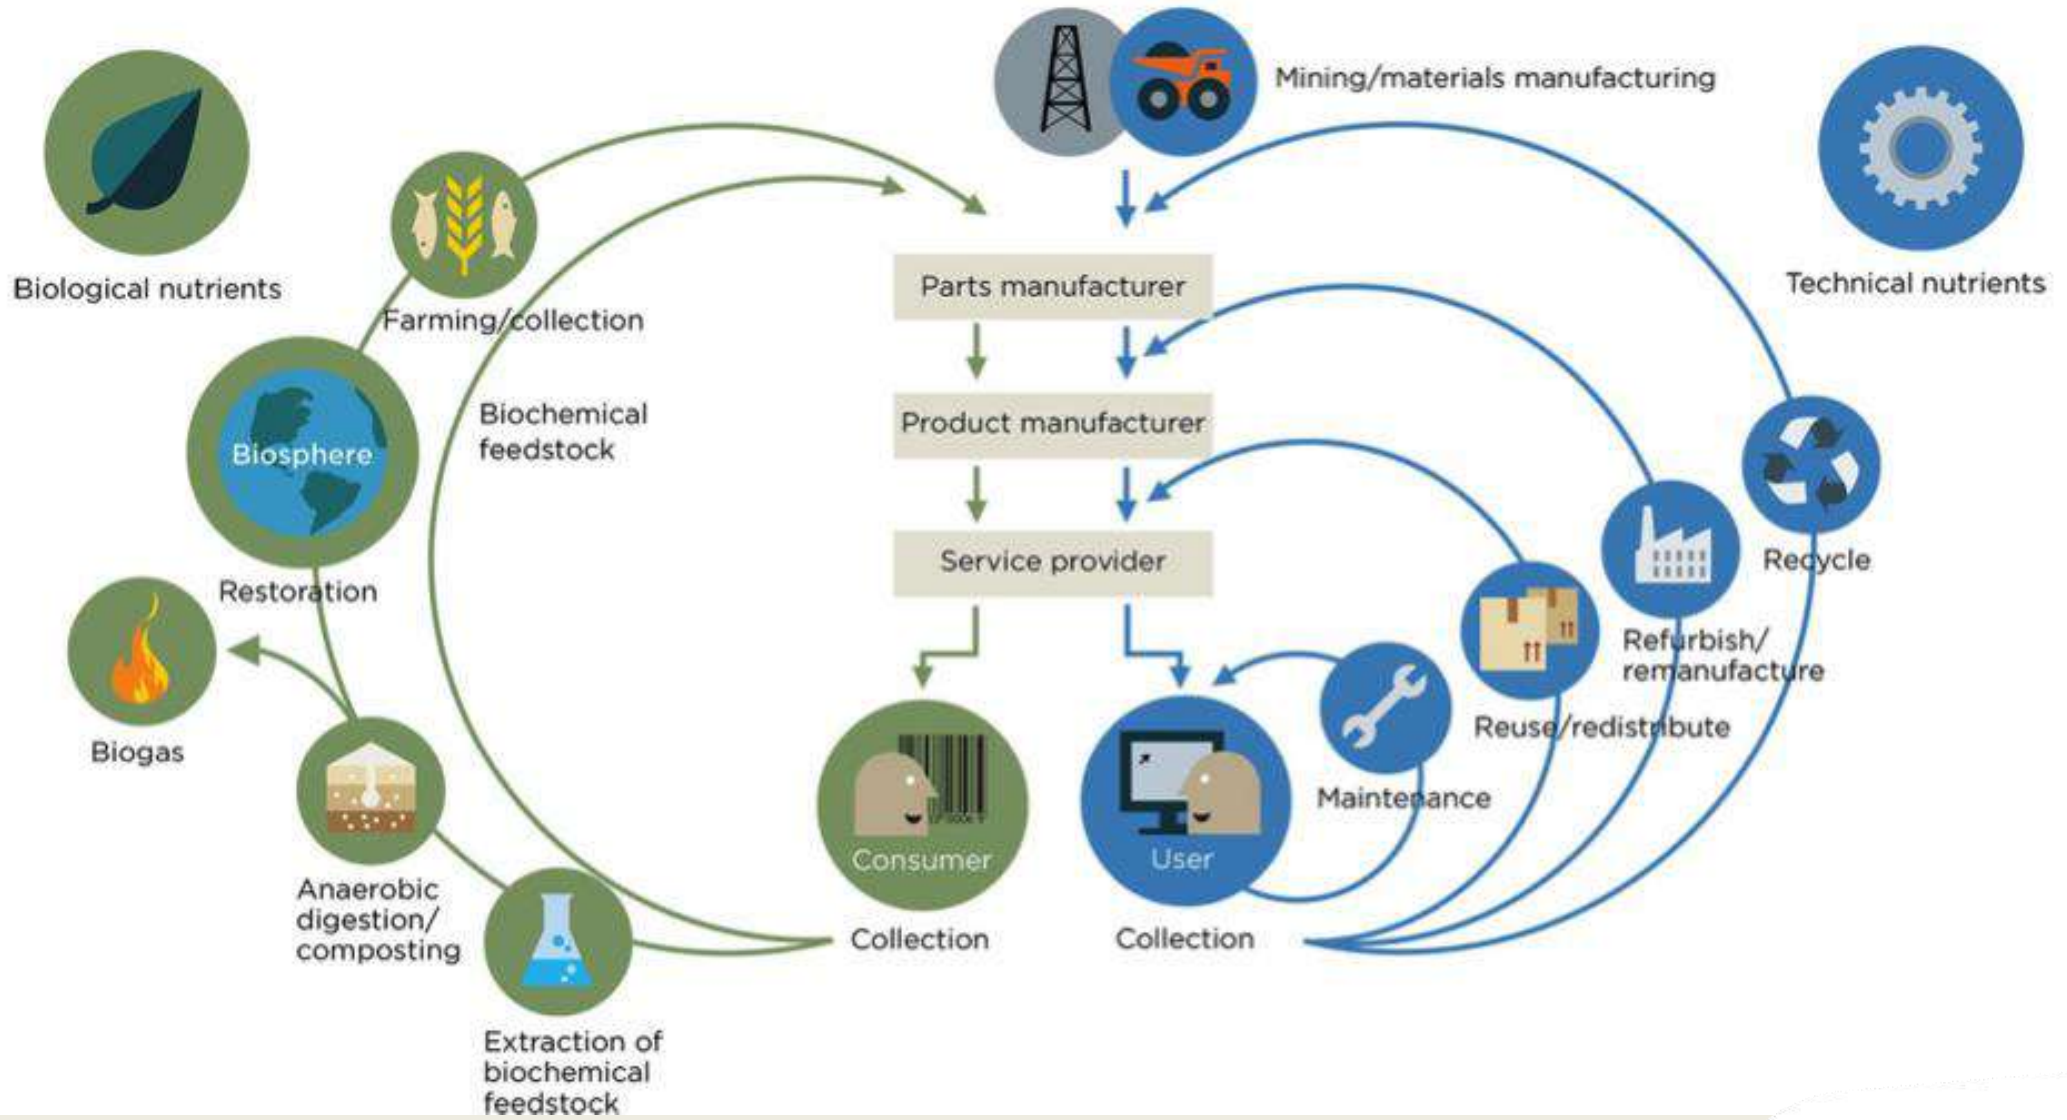 Mining/materials manufacturing
Biological nutrients
Technical nutrients
Farming/collection
Parts manufacturer
Biochemical
feedstock
Product manufacturer
Biosphere
Restoration
Service provider
Recycle
Refurbish/
remanufacture
Reuse/redistribute
Biogas
Maintenance
Consumer
User
Anaerobic
digestion/
composting
Collection
Collection
Extraction of
biochemical
feedstock